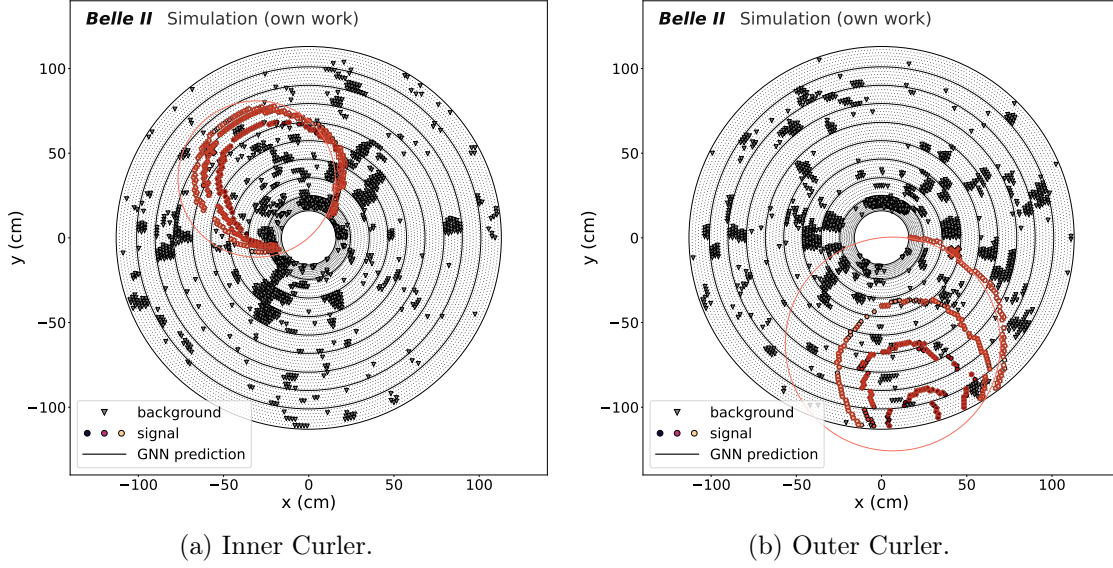 Belle II Simulation (own work)
100
50
0
−50
−100
y (cm)
background
signal
GNN prediction
−100 −50 0 50 100
x (cm)
(a) Inner Curler.
Belle II Simulation (own work)
100
50
0
−50
−100
y (cm)
background
signal
GNN prediction
−100 −50 0 50 100
x (cm)
(b) Outer Curler.